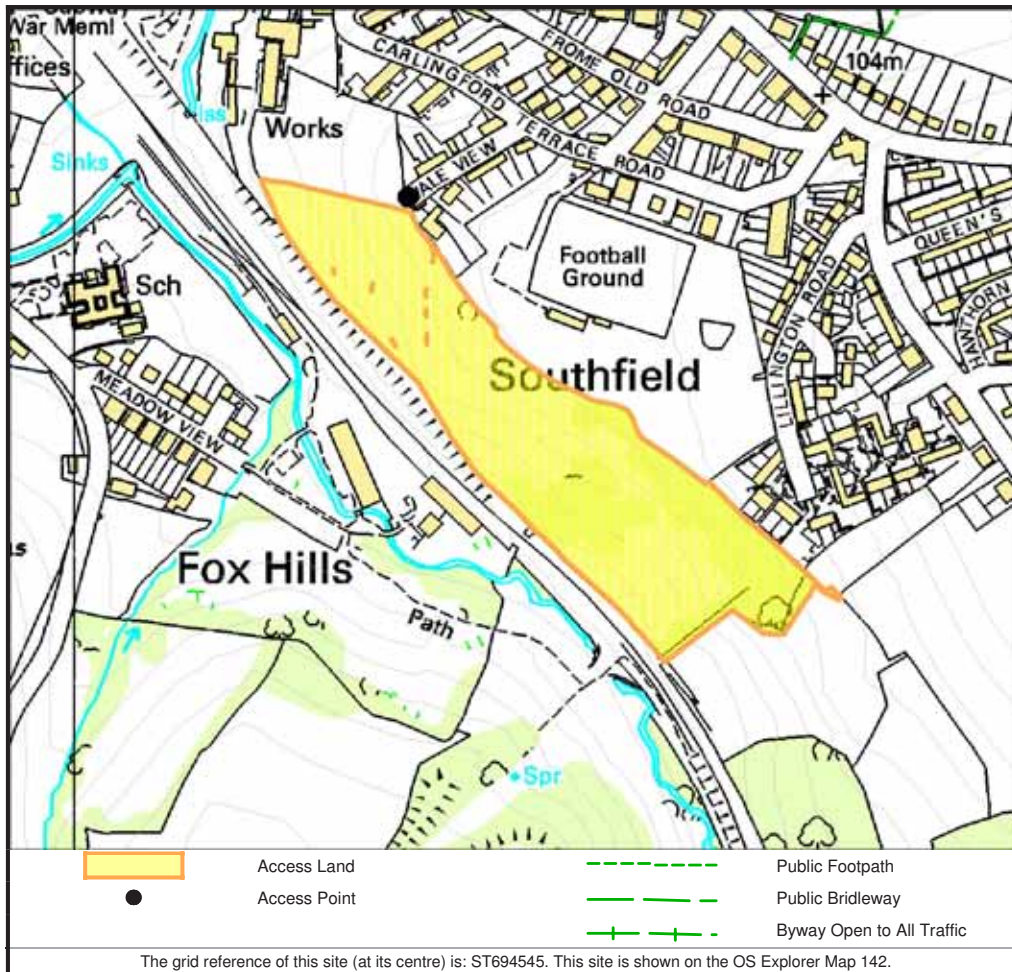 War Meml
ffices
Works
CARLINGFORD TERRACE ROAD
FROME OLD ROAD
104m
VALE VIEW
Sinks
Sch
Football
Ground
QUEEN'S
LILLINGTON ROAD
HAWTHORN
Southfield
MEADOW VIEW
Fox Hills
Path
Spr
Access Land
Access Point
Public Footpath
Public Bridleway
Byway Open to All Traffic
The grid reference of this site (at its centre) is: ST694545. This site is shown on the OS Explorer Map 142.